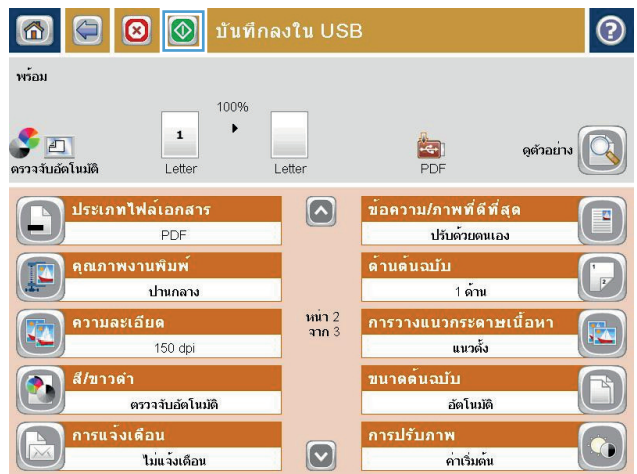 บันทึกลงใน USB
?
พร้อม
100%
1
ตรวจจับอัตโนมัติ
Letter
Letter
PDF
ดูตัวอย่าง
ประเภทไฟล์เอกสาร
PDF
ข้อความ/ภาพที่ดีที่สุด
ปรับด้วยตนเอง
คุณภาพงานพิมพ์
ปานกลาง
ด้านต้นฉบับ
1 ด้าน
1
2
ความละเอียด
150 dpi
หน้า 2
จาก 3
การวางแนวกระดาษเนื้อหา
แนวตั้ง
สี/ขาวดำ
ตรวจจับอัตโนมัติ
ขนาดต้นฉบับ
อัตโนมัติ
การแจ้งเตือน
ไม่แจ้งเตือน
การปรับภาพ
ค่าเริ่มต้น